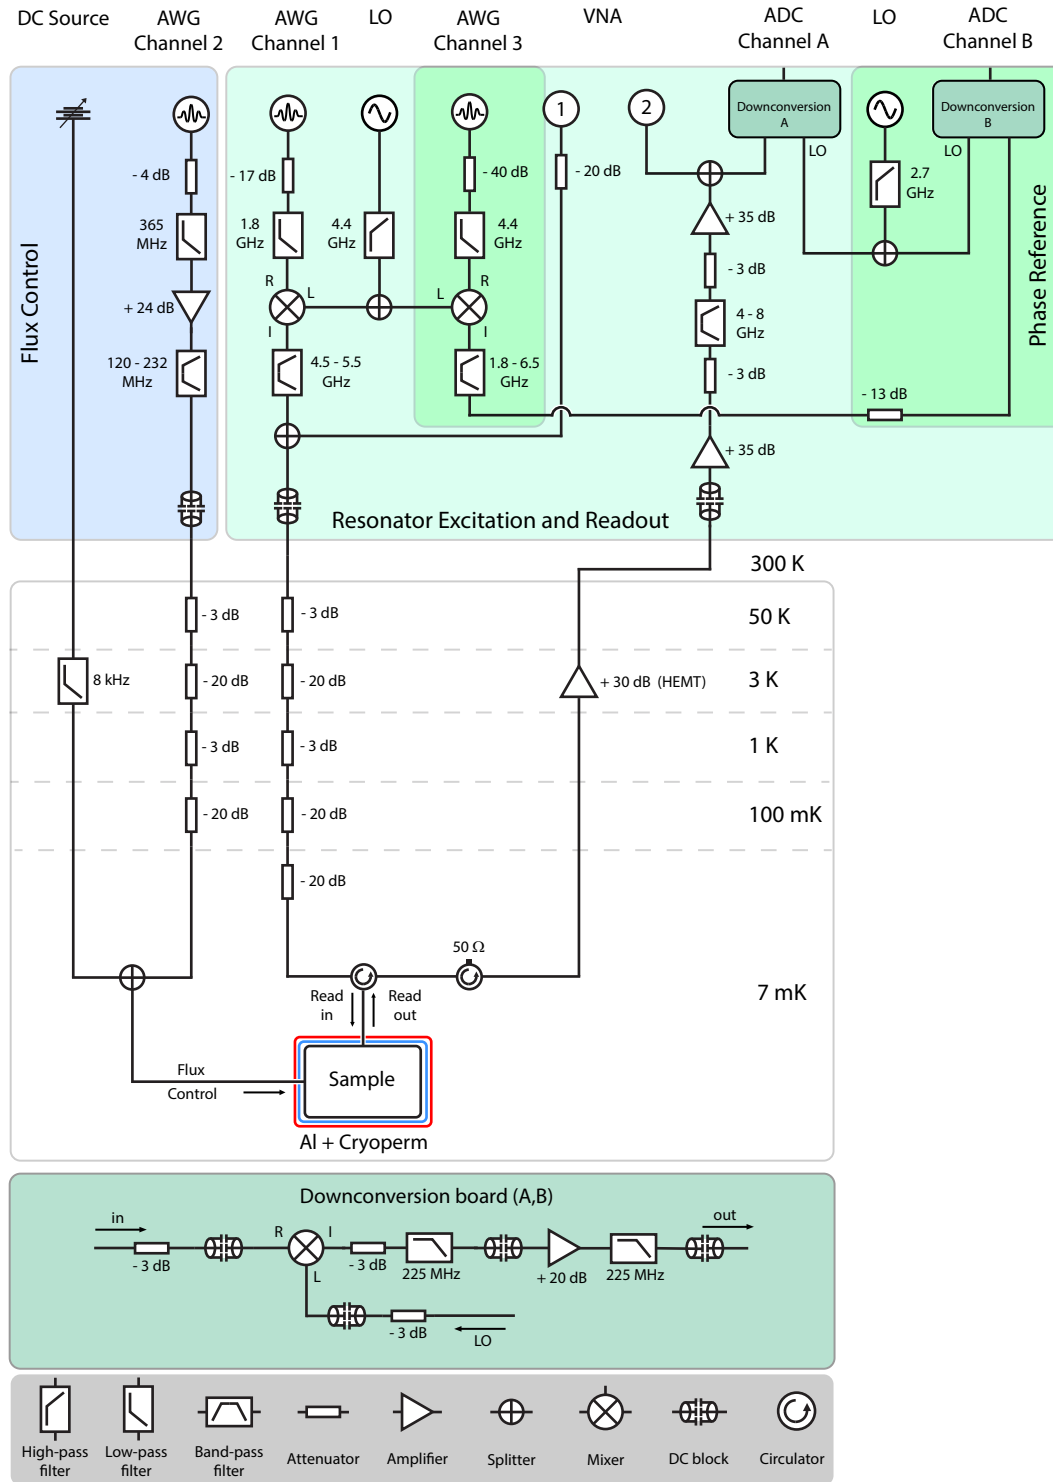 DC Source
AWG
Channel 2
AWG
Channel 1
LO
AWG
Channel 3
VNA
ADC
Channel A
LO
ADC
Channel B
1
2
Downconversion
A
LO
Downconversion
B
LO
- 4 dB
- 17 dB
- 40 dB
- 20 dB
2.7
GHz
365
MHz
1.8
GHz
4.4
GHz
4.4
GHz
+ 35 dB
- 3 dB
+ 24 dB
R
L
I
L
R
I
4 - 8
GHz
120 - 232
MHz
4.5 - 5.5
GHz
1.8 - 6.5
GHz
- 3 dB
- 13 dB
+ 35 dB
Flux Control
Phase Reference
Resonator Excitation and Readout
300 K
- 3 dB
- 3 dB
50 K
8 kHz
- 20 dB
- 20 dB
+ 30 dB (HEMT)
3 K
- 3 dB
- 3 dB
1 K
- 20 dB
- 20 dB
100 mK
- 20 dB
50 Ω
7 mK
Read
in
Read
out
Flux
Control
Sample
Al + Cryoperm
Downconversion board (A,B)
in
- 3 dB
R
I
L
- 3 dB
225 MHz
+ 20 dB
225 MHz
out
- 3 dB
LO
High-pass
filter
Low-pass
filter
Band-pass
filter
Attenuator
Amplifier
Splitter
Mixer
DC block
Circulator